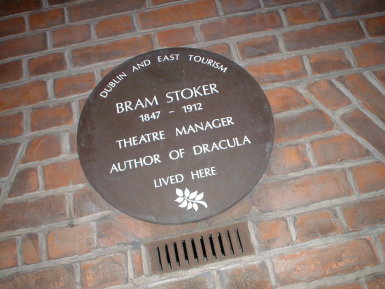 DUBLIN AND EAST TOURISM
BRAM STOKER
1847 - 1912
THEATRE MANAGER
AUTHOR OF DRACULA
LIVED HERE